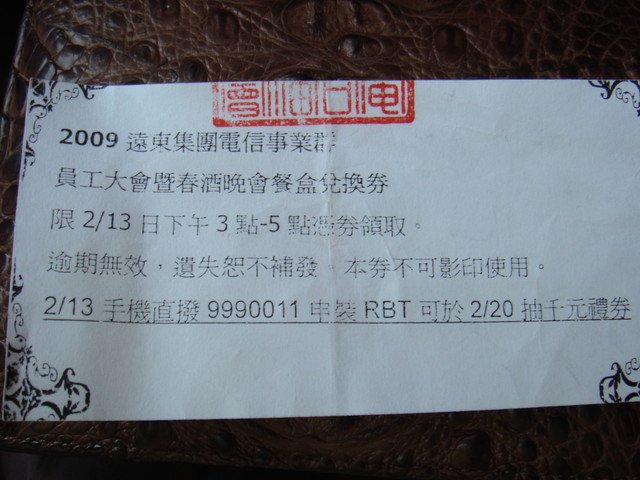 2009 遠東集團電信事業群
員工大會暨春酒晚會餐盒兌換券
限 2/13 日下午 3 點-5 點憑券領取。
逾期無效，遺失恕不補發，本券不可影印使用。
2/13 手機直撥 9990011 申裝 RBT 可於 2/20 抽千元禮券